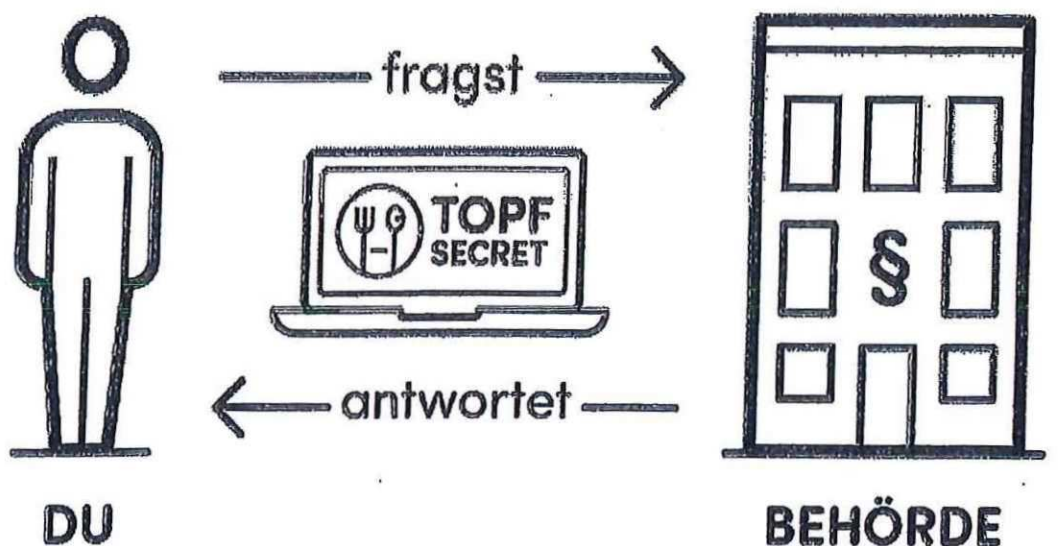 fragst
TOPF
SECRET
§
antwortet
DU
BEHÖRDE